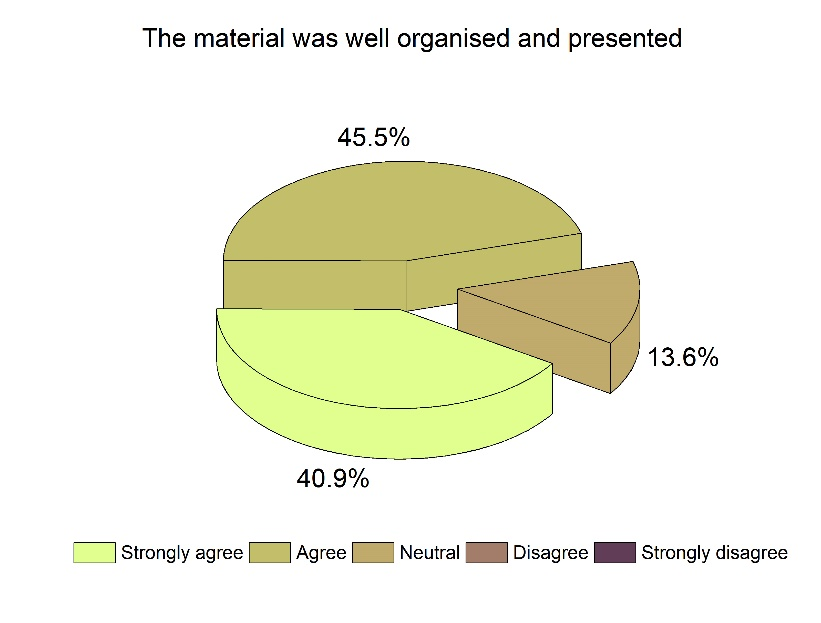 The material was well organised and presented
45.5%
13.6%
40.9%
Strongly agree Agree Neutral Disagree Strongly disagree